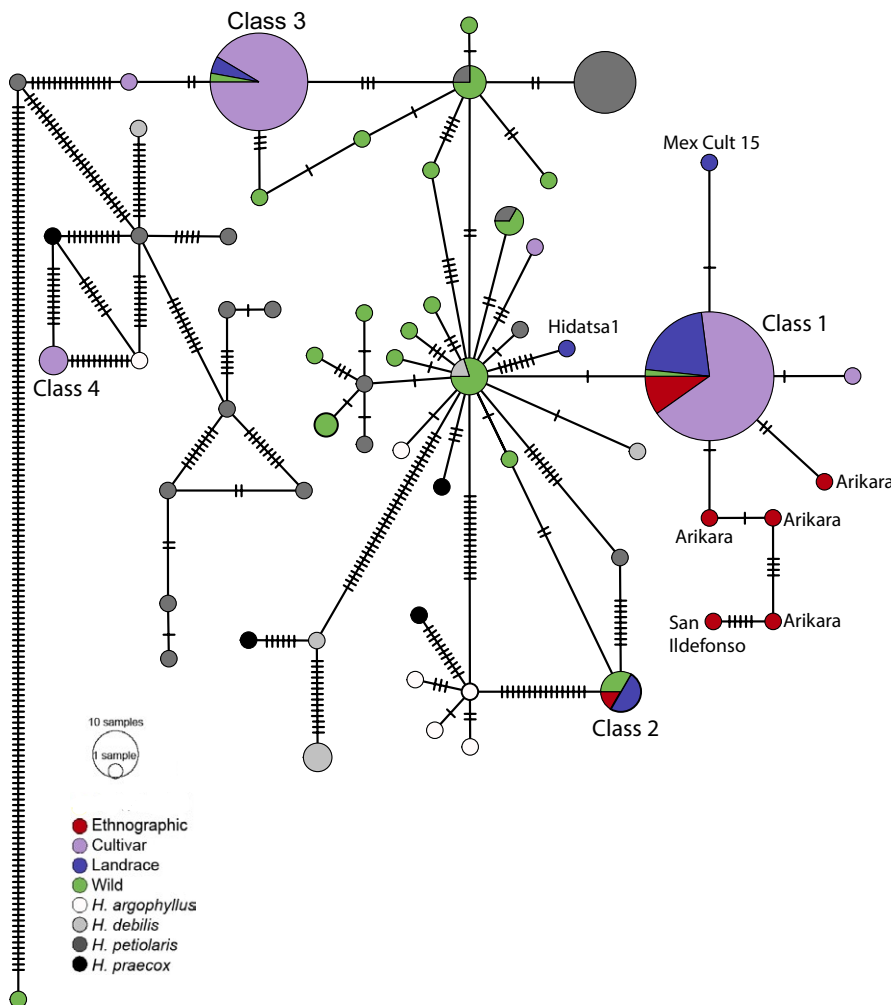 Class 3
Mex Cult 15
Hidatsa1
Class 1
Class 4
Arikara
Arikara
Arikara
San
Ildefonso
Arikara
Class 2
10 samples
1 sample
Ethnographic
Cultivar
Landrace
Wild
H. argophyllus
H. debilis
H. petiolaris
H. praecox